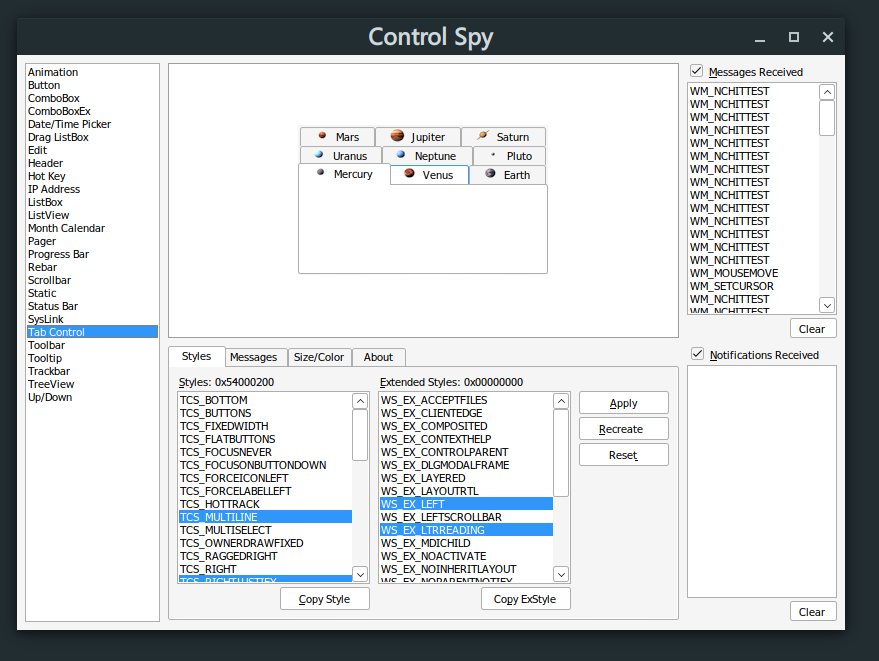 Control Spy
Animation
Button
ComboBox
ComboBoxEx
Date/Time Picker
Drag ListBox
Edit
Header
Hot Key
IP Address
ListBox
ListView
Month Calendar
Pager
Progress Bar
Rebar
Scrollbar
Static
Status Bar
SysLink
Tab Control
Toolbar
Tooltip
Trackbar
TreeView
Up/Down
Mars Jupiter Saturn
Uranus Neptune Pluto
Mercury Venus Earth
Styles Messages Size/Color About
Styles: 0x54000200
TCS_BOTTOM
TCS_BUTTONS
TCS_FIXEDWIDTH
TCS_FLATBUTTONS
TCS_FOCUSNEVER
TCS_FOCUSONBUTTONDOWN
TCS_FORCEICONLEFT
TCS_FORCELABELLEFT
TCS_HOTTRACK
TCS_MULTILINE
TCS_MULTISELECT
TCS_OWNERDRAWFIXED
TCS_RAGGEDRIGHT
TCS_RIGHT
TCS_RIGHTJUSTIFY
Copy Style
Extended Styles: 0x00000000
WS_EX_ACCEPTFILES
WS_EX_CLIENTEDGE
WS_EX_COMPOSITED
WS_EX_CONTEXTHELP
WS_EX_CONTROLPARENT
WS_EX_DLGMODALFRAME
WS_EX_LAYERED
WS_EX_LAYOUTRTL
WS_EX_LEFT
WS_EX_LEFTSCROLLBAR
WS_EX_LTRREADING
WS_EX_MDICHILD
WS_EX_NOACTIVATE
WS_EX_NOINHERITLAYOUT
WS_EX_NOPARENTNOTIFY
Copy ExStyle
Apply
Recreate
Reset
Messages Received
WM_NCHITTEST
WM_NCHITTEST
WM_NCHITTEST
WM_NCHITTEST
WM_NCHITTEST
WM_NCHITTEST
WM_NCHITTEST
WM_NCHITTEST
WM_NCHITTEST
WM_NCHITTEST
WM_NCHITTEST
WM_NCHITTEST
WM_NCHITTEST
WM_NCHITTEST
WM_MOUSEMOVE
WM_SETCURSOR
WM_NCHITTEST
WM_NCHITTEST
Clear
Notifications Received
Clear